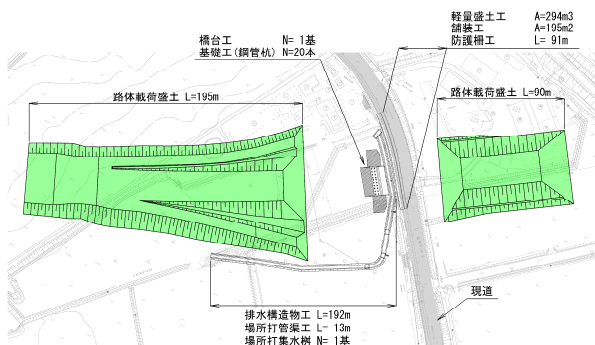 軽量盛土工 A=294m3
舗装工 A=195m2
防護柵工 L= 91m
橋台工 N= 1基
基礎工(鋼管杭) N=20本
路体載荷盛土 L=195m
路体載荷盛土 L=90m
現道
排水構造物工 L=192m
場所打管渠工 L- 13m
場所打集水桝 N= 1基